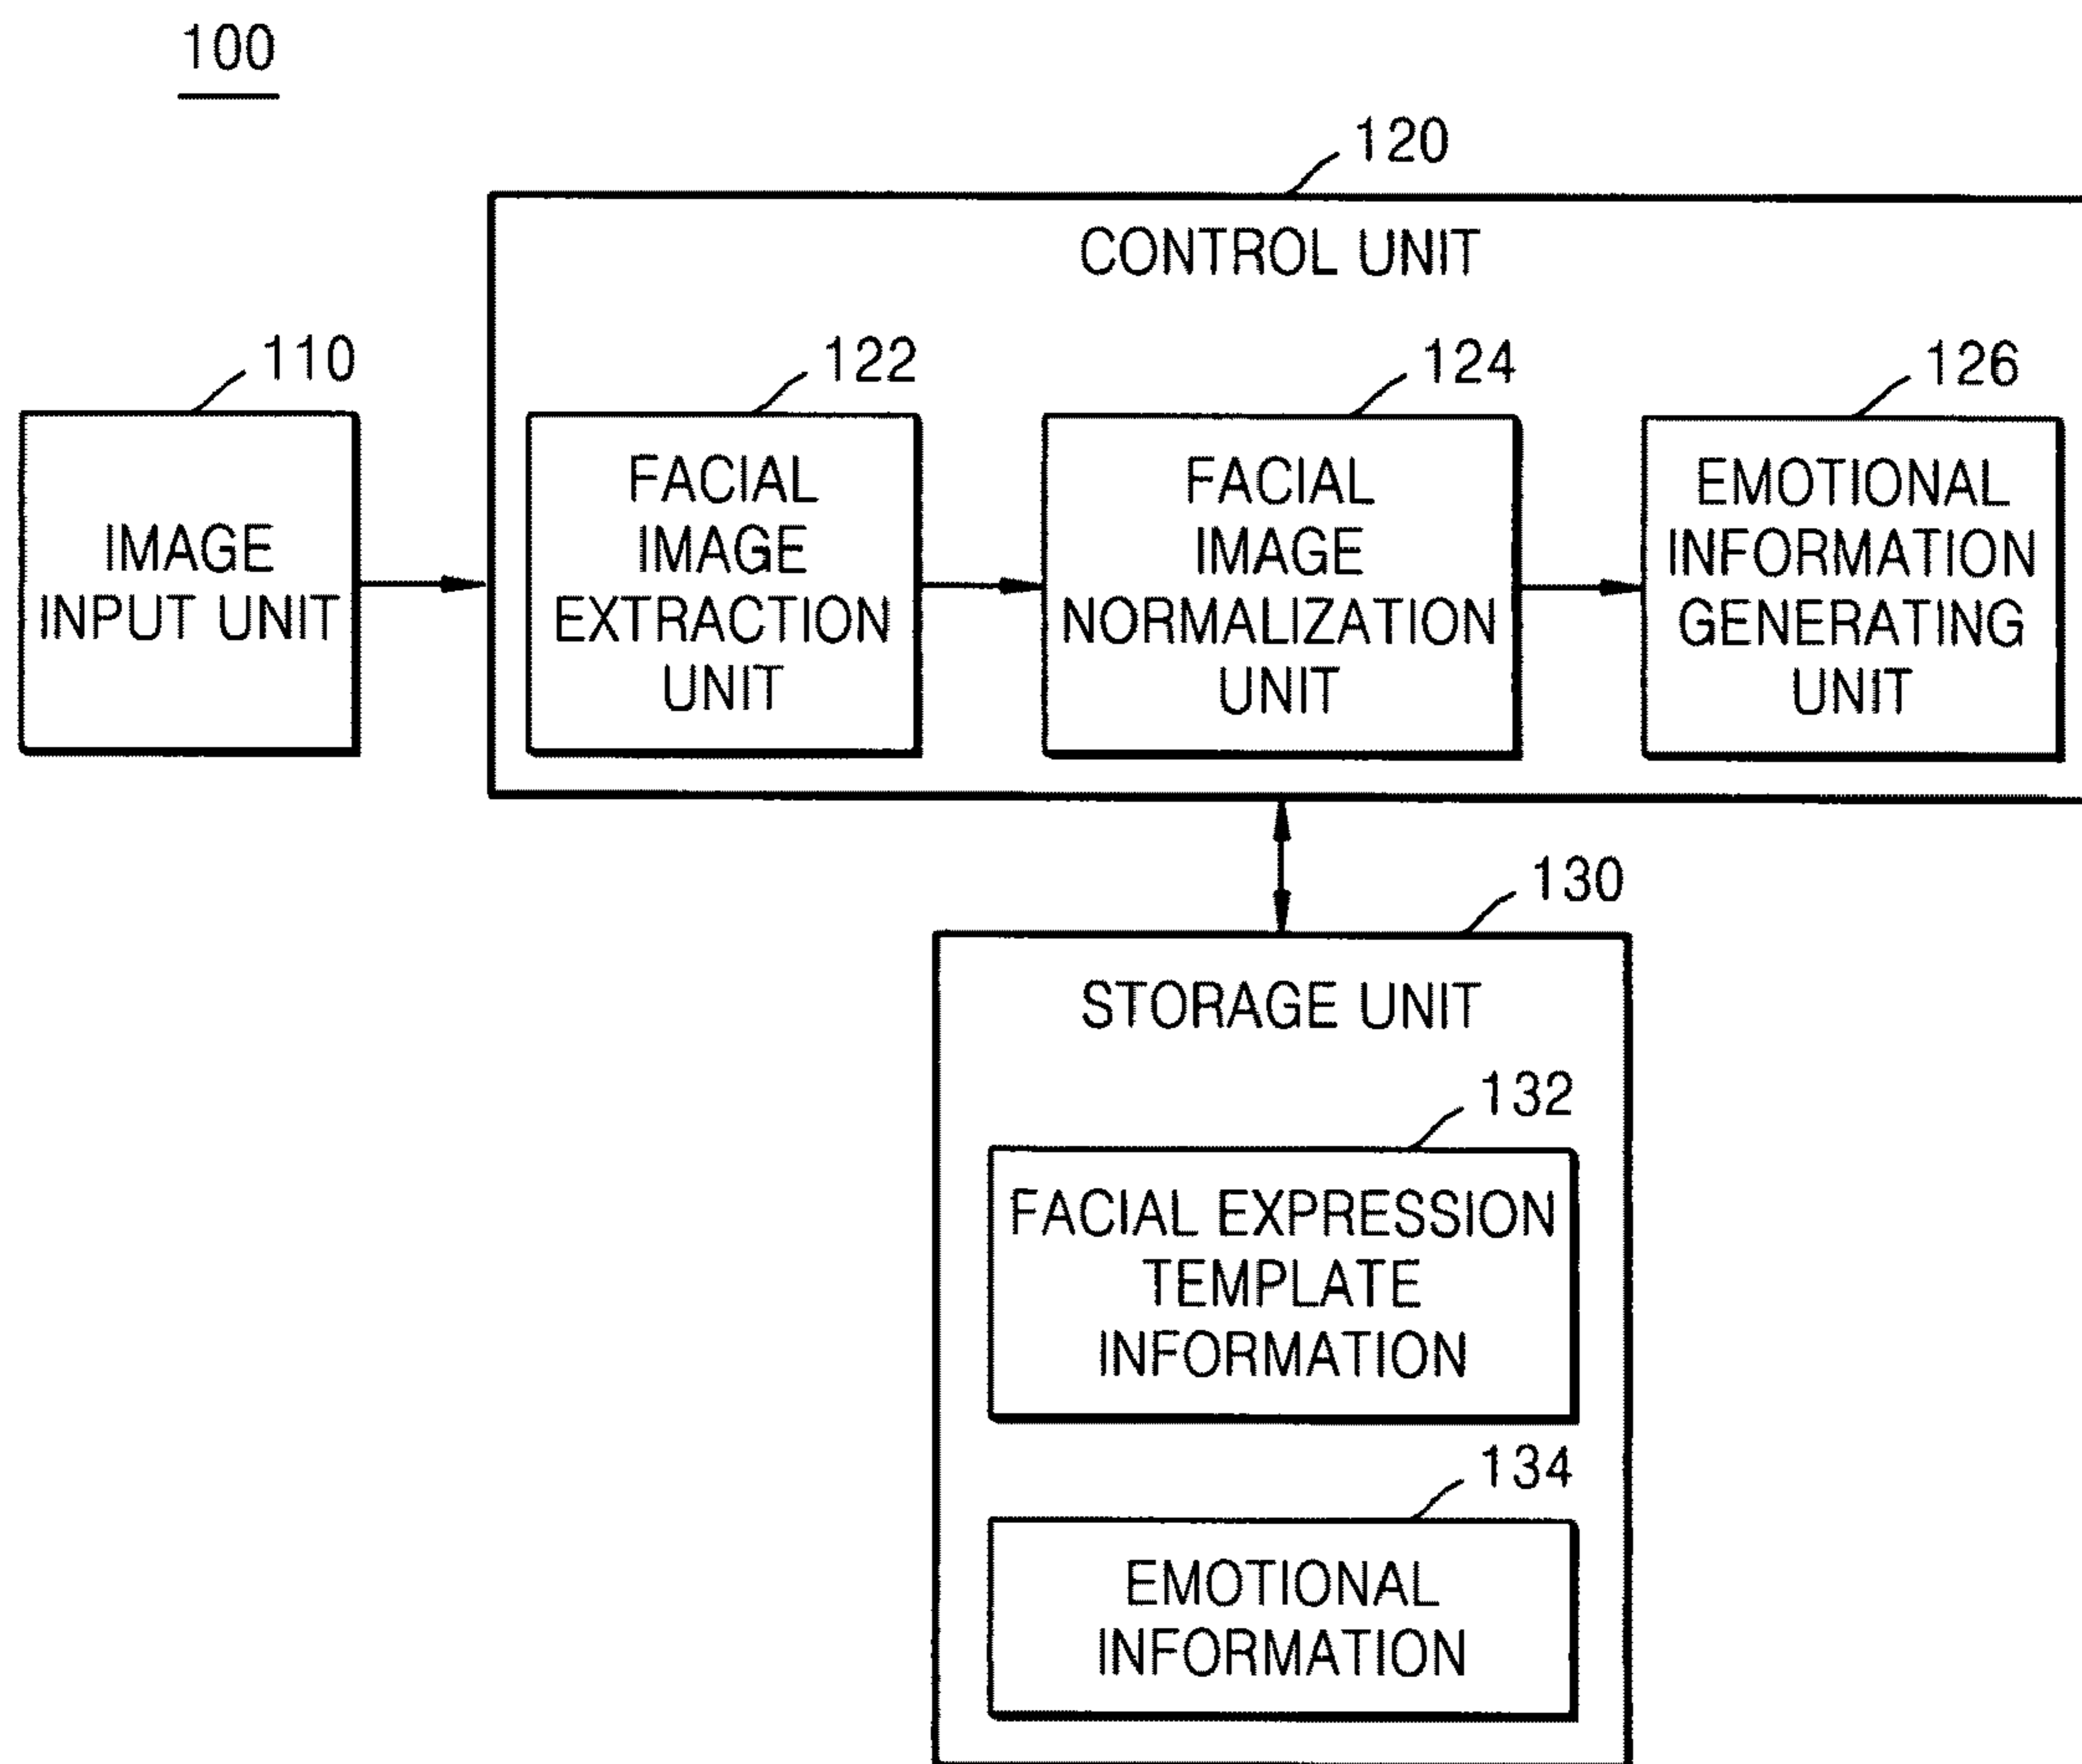 100
120
CONTROL UNIT
110
122
124
126
IMAGE
INPUT UNIT
FACIAL
IMAGE
EXTRACTION
UNIT
FACIAL
IMAGE
NORMALIZATION
UNIT
EMOTIONAL
INFORMATION
GENERATING
UNIT
130
STORAGE UNIT
132
FACIAL EXPRESSION
TEMPLATE
INFORMATION
134
EMOTIONAL
INFORMATION